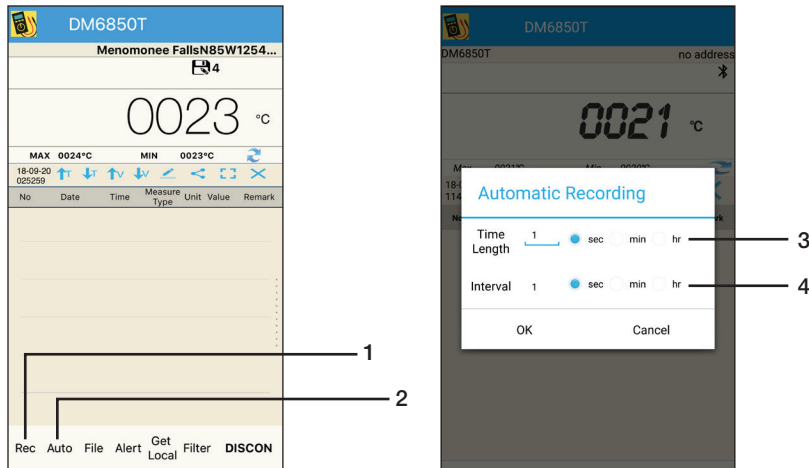 DM6850T
Menomonee FallsN85W1254...
4
0023 °C
MAX 0024°C MIN 0023°C
18-09-20
025259
T T V V
No Date Time Measure Type Unit Value Remark
Rec Auto File Alert Get Local Filter DISCON
1
2
DM6850T
DM6850T no address
0021 °C
Automatic Recording
Time Length 1 sec min hr
Interval 1 sec min hr
OK Cancel
3
4